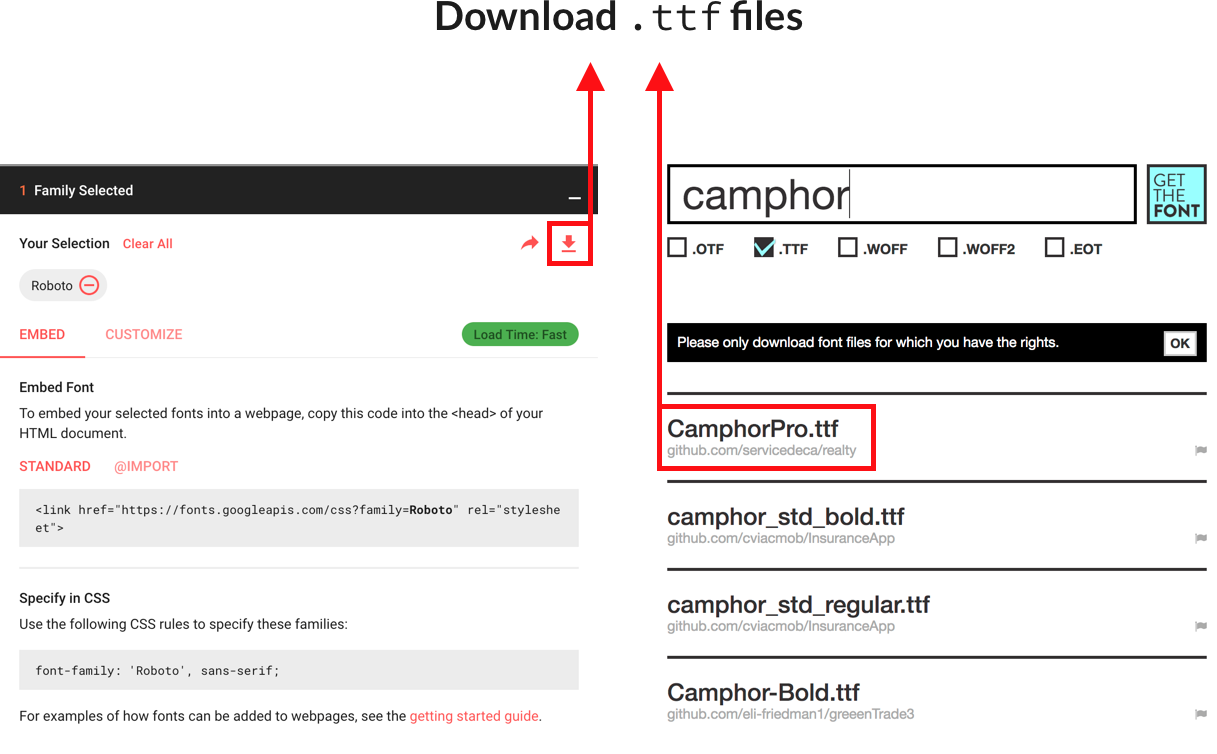 Download .ttf files
1 Family Selected
Your Selection Clear All
Roboto
EMBED CUSTOMIZE Load Time: Fast
Embed Font
To embed your selected fonts into a webpage, copy this code into the <head> of your
HTML document.
STANDARD @IMPORT
<link href="https://fonts.googleapis.com/css?family=Roboto" rel="styleshe
et">
Specify in CSS
Use the following CSS rules to specify these families:
font-family: 'Roboto', sans-serif;
For examples of how fonts can be added to webpages, see the getting started guide.
camphor
GET
THE
FONT
.OTF .TTF .WOFF .WOFF2 .EOT
Please only download font files for which you have the rights. OK
CamphorPro.ttf
github.com/servicedeca/realty
camphor_std_bold.ttf
github.com/cviacmob/InsuranceApp
camphor_std_regular.ttf
github.com/cviacmob/InsuranceApp
Camphor-Bold.ttf
github.com/eli-friedman1/greeenTrade3